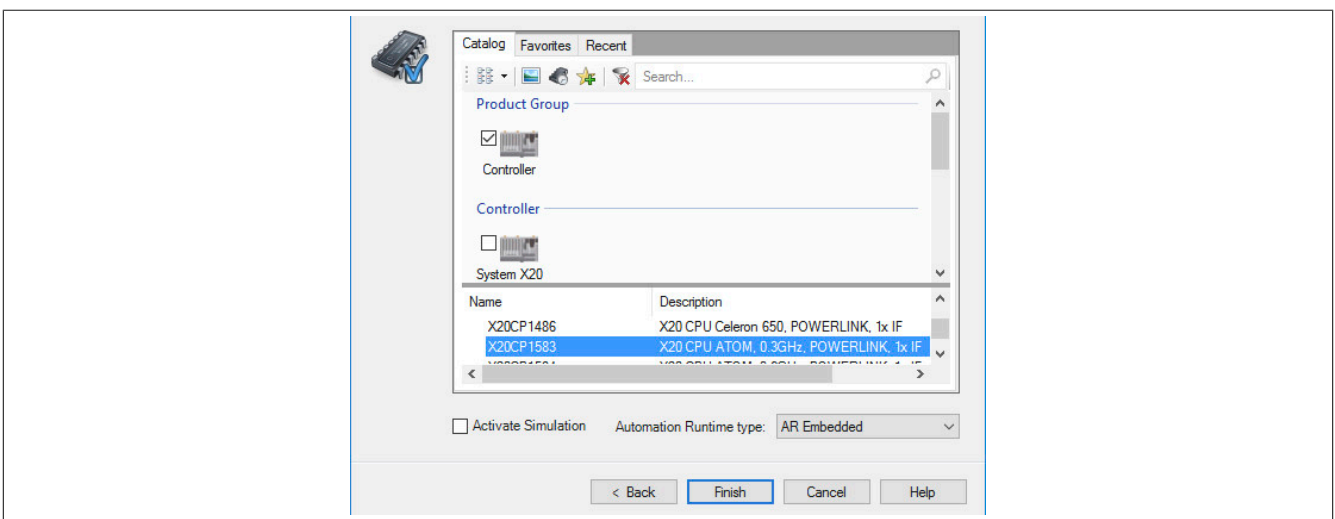 Catalog Favorites Recent
Search...
Product Group
Controller
Controller
System X20
Name Description
X20CP1486 X20 CPU Celeron 650, POWERLINK, 1x IF
X20CP1583 X20 CPU ATOM, 0.3GHz, POWERLINK, 1x IF
Activate Simulation Automation Runtime type: AR Embedded
< Back Finish Cancel Help